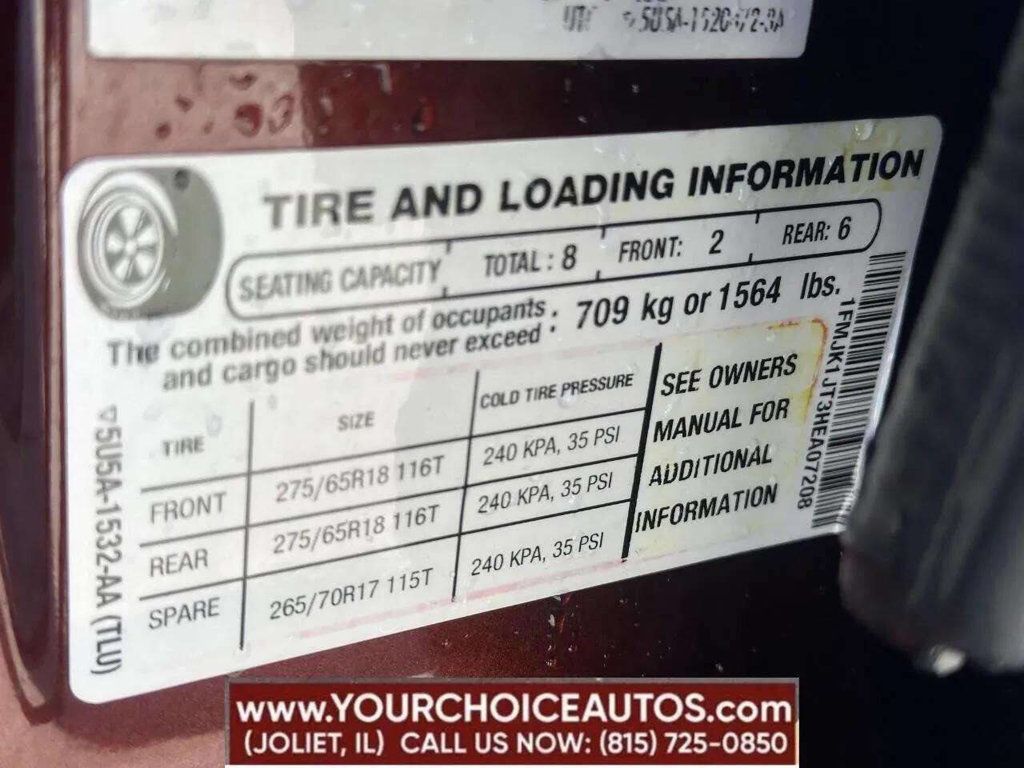 5U5A-1520472-BA
TIRE AND LOADING INFORMATION
SEATING CAPACITY TOTAL : 8 FRONT: 2 REAR: 6
The combined weight of occupants
and cargo should never exceed : 709 kg or 1564 lbs.
TIRE SIZE COLD TIRE PRESSURE
FRONT 275/65R18 116T 240 KPA, 35 PSI
REAR 275/65R18 116T 240 KPA, 35 PSI
SPARE 265/70R17 115T 240 KPA, 35 PSI
SEE OWNERS
MANUAL FOR
ADDITIONAL
INFORMATION
1FMJK1JT3HEA07208
5U5A-1532-AA (TLU)
www.YOURCHOICEAUTOS.com
(JOLIET, IL) CALL US NOW: (815) 725-0850